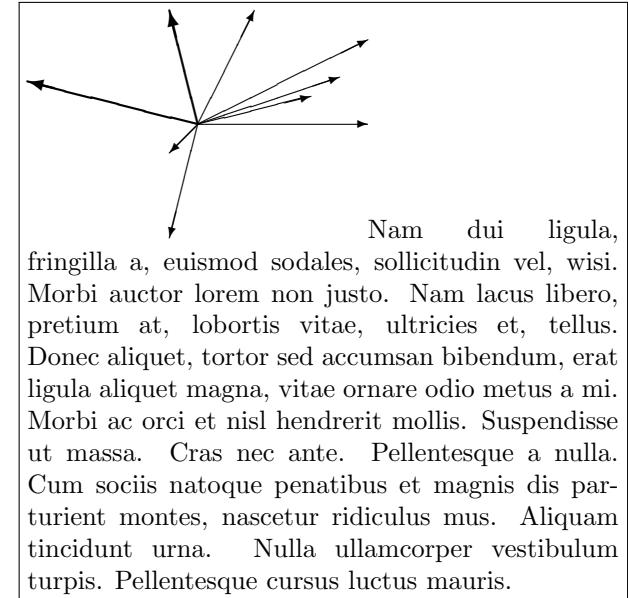 Nam dui ligula,
fringilla a, euismod sodales, sollicitudin vel, wisi.
Morbi auctor lorem non justo. Nam lacus libero,
pretium at, lobortis vitae, ultricies et, tellus.
Donec aliquet, tortor sed accumsan bibendum, erat
ligula aliquet magna, vitae ornare odio metus a mi.
Morbi ac orci et nisl hendrerit mollis. Suspendisse
ut massa. Cras nec ante. Pellentesque a nulla.
Cum sociis natoque penatibus et magnis dis par-
turient montes, nascetur ridiculus mus. Aliquam
tincidunt urna. Nulla ullamcorper vestibulum
turpis. Pellentesque cursus luctus mauris.